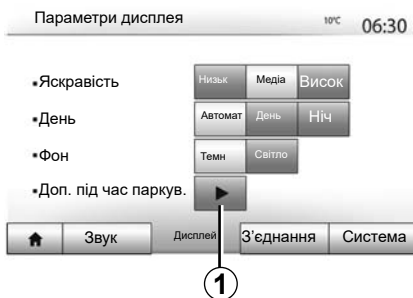 Параметри дисплея 10°C 06:30
▪Яскравість Низьк Медіа Висок
▪День Автомат День Ніч
▪Фон Темн Світло
▪Доп. під час паркув.
Звук Дисплей З'єднання Система
1